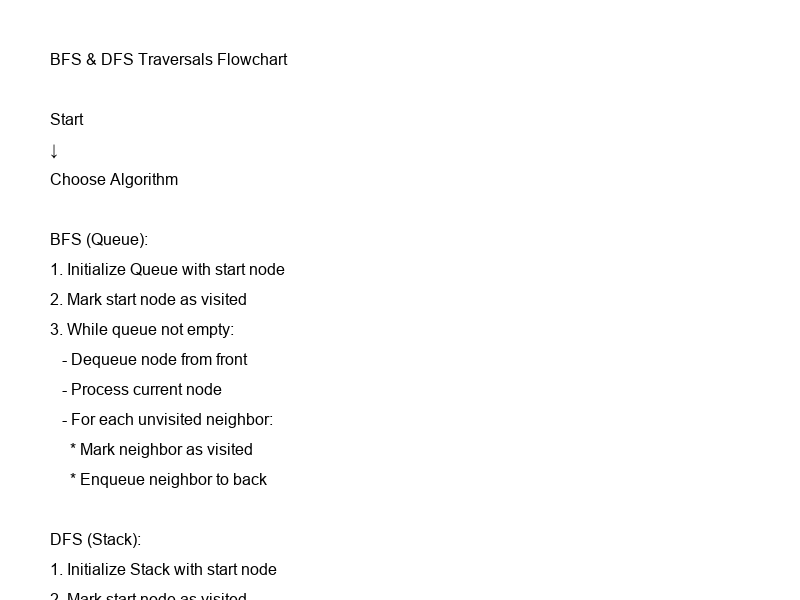 BFS & DFS Traversals Flowchart
Start
↓
Choose Algorithm
BFS (Queue):
1. Initialize Queue with start node
2. Mark start node as visited
3. While queue not empty:
- Dequeue node from front
- Process current node
- For each unvisited neighbor:
* Mark neighbor as visited
* Enqueue neighbor to back
DFS (Stack):
1. Initialize Stack with start node
2. Mark start node as visited